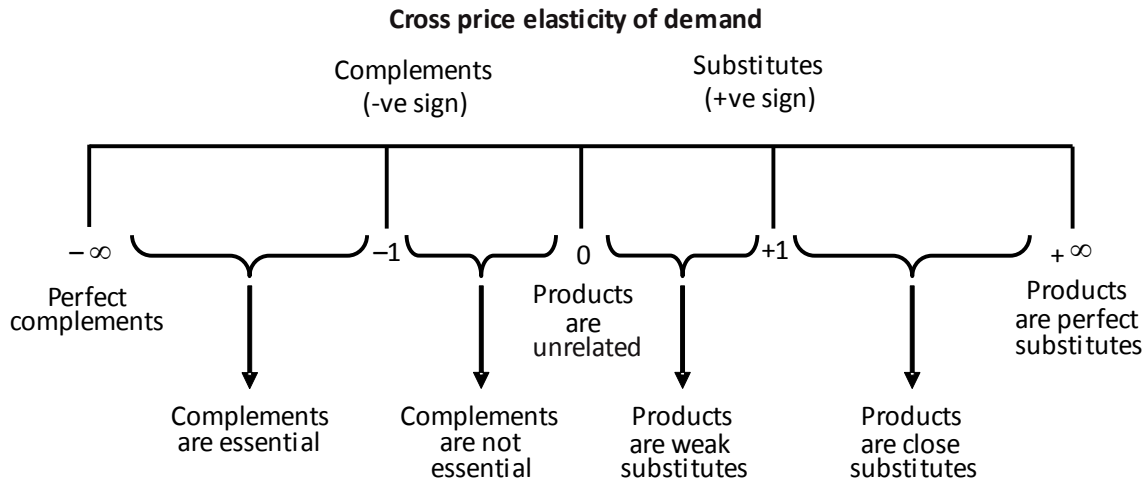 Cross price elasticity of demand
Complements
(-ve sign)
Substitutes
(+ve sign)
– ∞
–1
0
+1
+ ∞
Perfect
complements
Products
are
unrelated
Products
are perfect
substitutes
Complements
are essential
Complements
are not
essential
Products
are weak
substitutes
Products
are close
substitutes